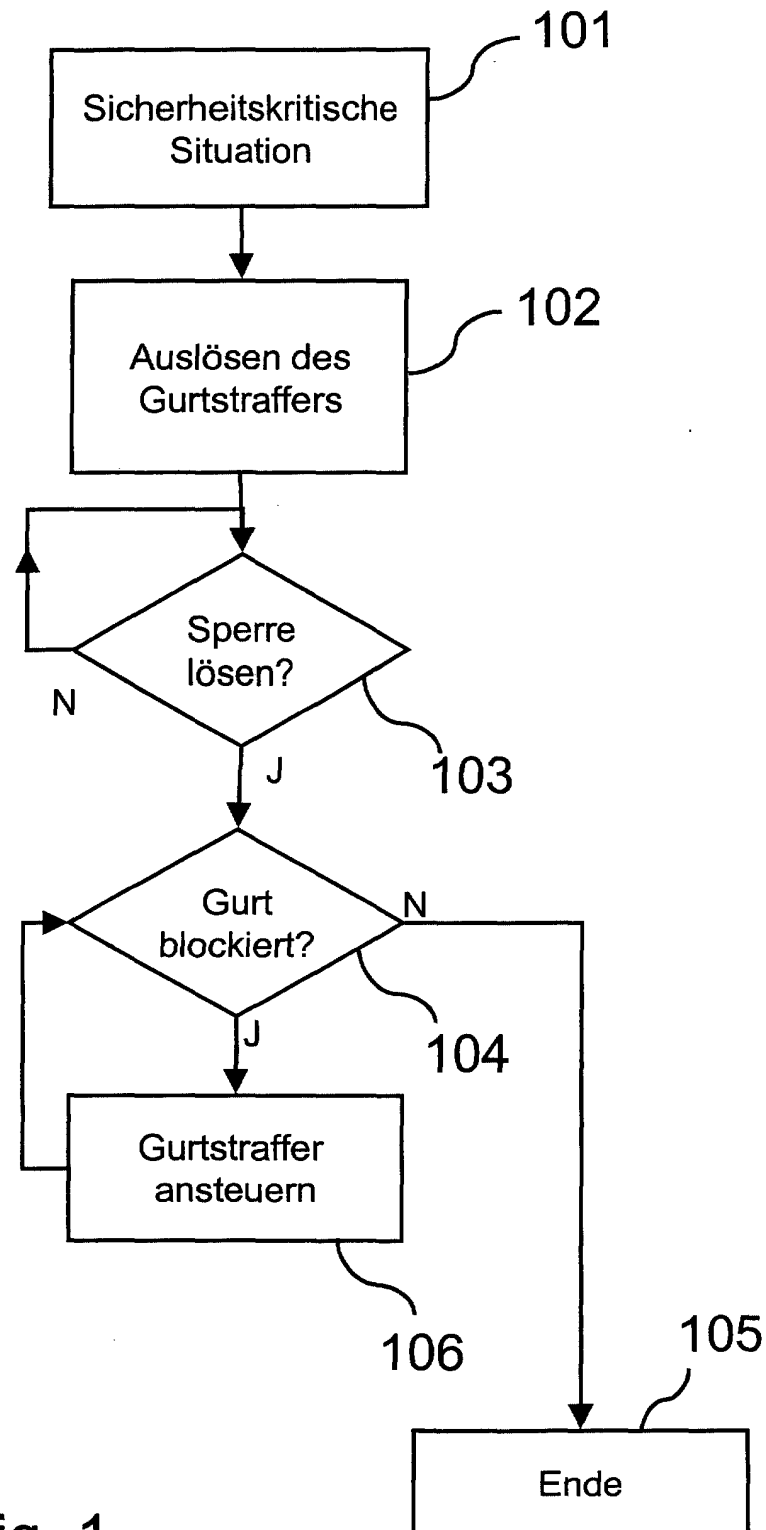 101
Sicherheitskritische
Situation
102
Auslösen des
Gurtstraffers
Sperre
lösen?
N
103
J
Gurt
blockiert?
N
104
J
Gurtstraffer
ansteuern
106
105
Ende